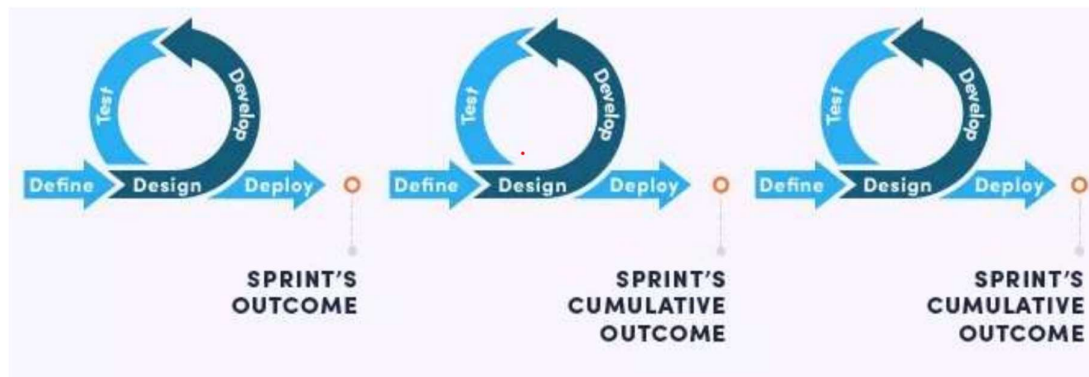 Test
Develop
Define
Design
Deploy
SPRINT'S
OUTCOME
Test
Develop
Define
Design
Deploy
SPRINT'S
CUMULATIVE
OUTCOME
Test
Develop
Define
Design
Deploy
SPRINT'S
CUMULATIVE
OUTCOME